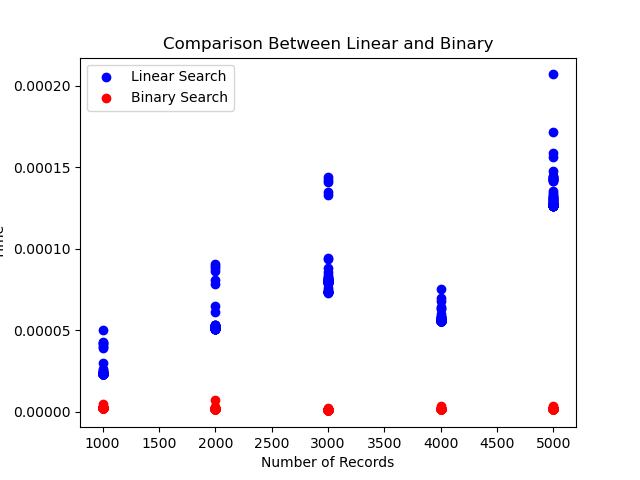 Comparison Between Linear and Binary
Linear Search
Binary Search
0.00020
0.00015
0.00010
0.00005
0.00000
1000 1500 2000 2500 3000 3500 4000 4500 5000
Number of Records